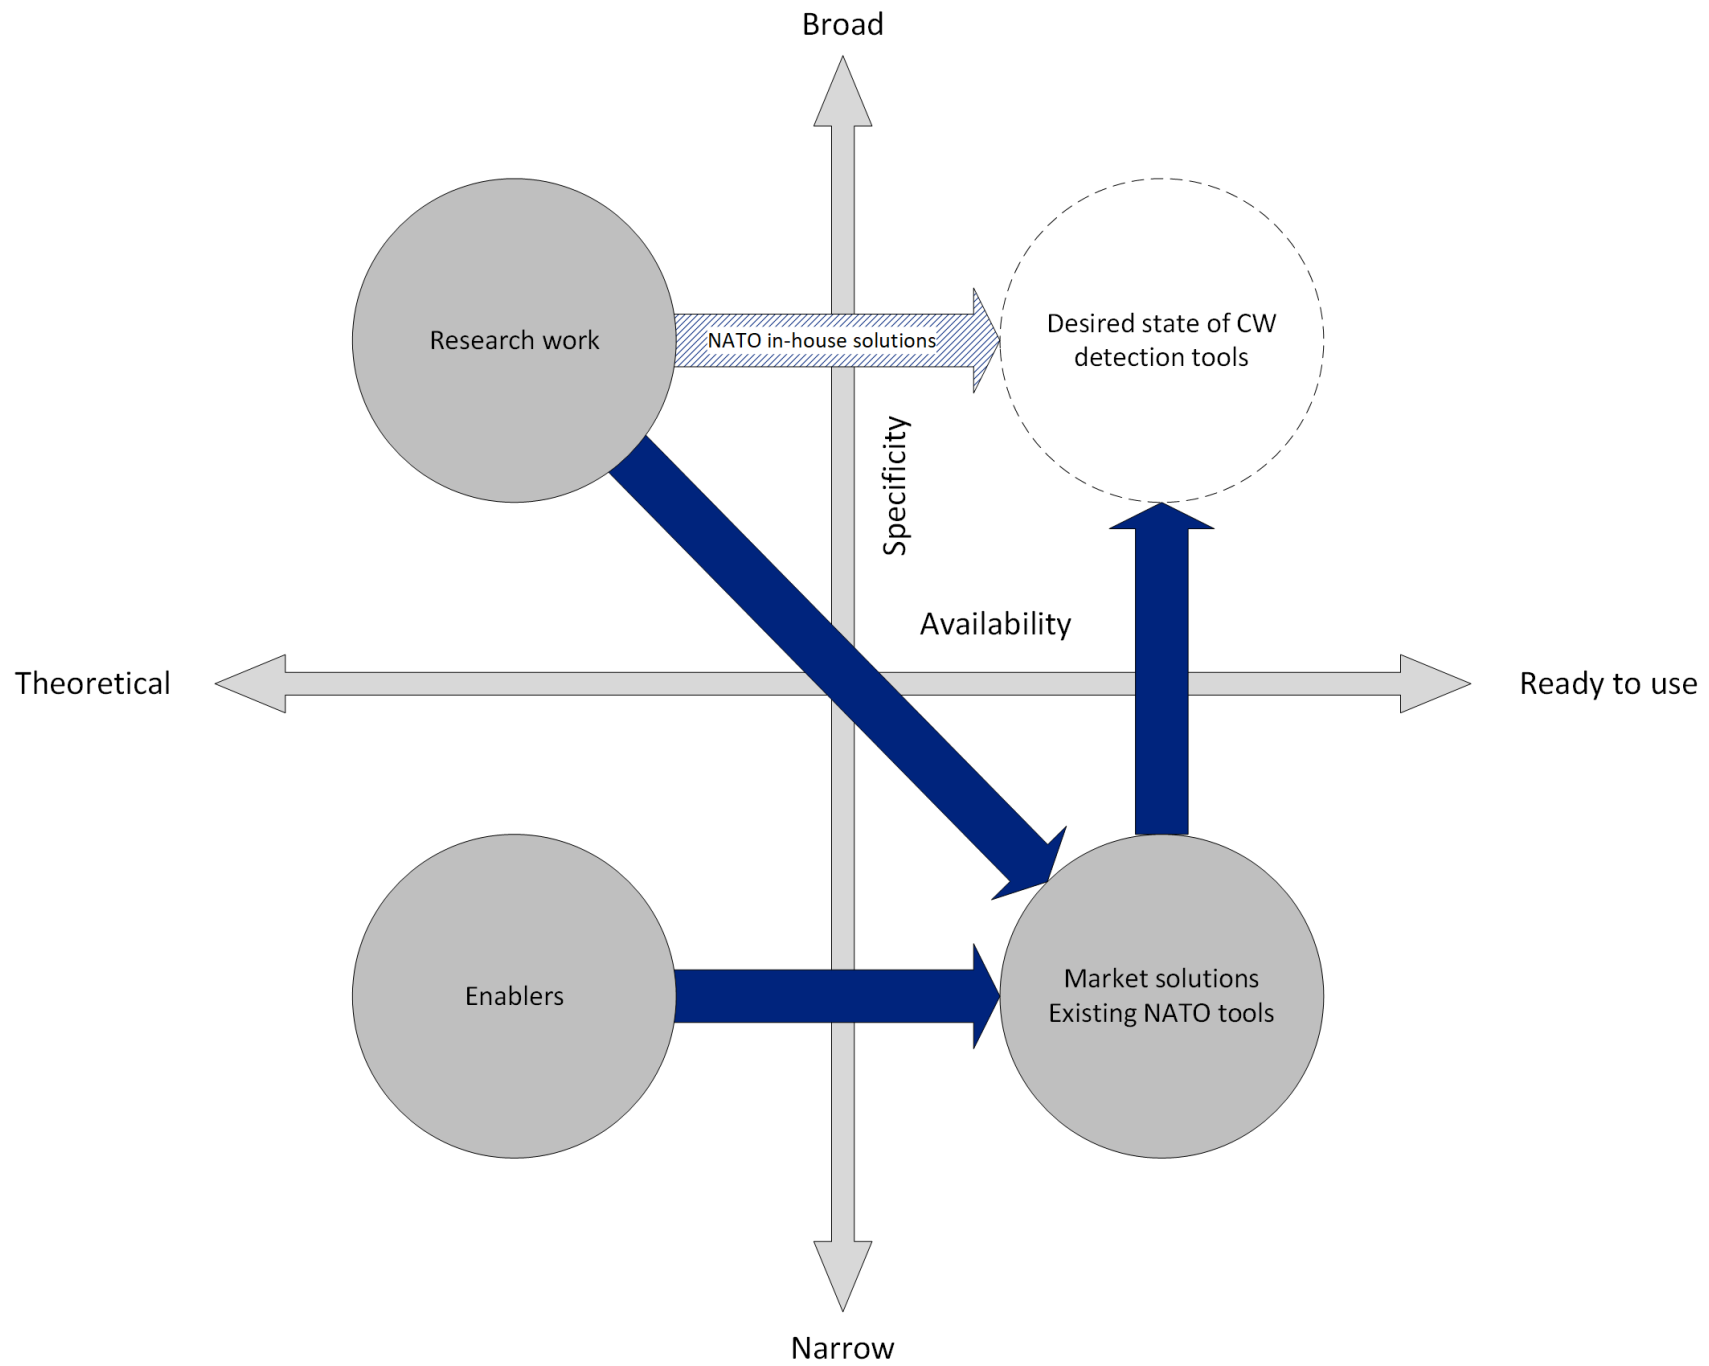 Broad
Research work
NATO in-house solutions
Desired state of CW
detection tools
Specificity
Availability
Theoretical
Ready to use
Enablers
Market solutions
Existing NATO tools
Narrow